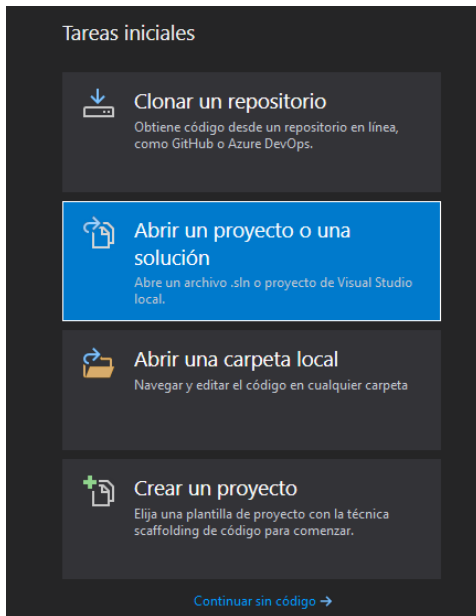 Tareas iniciales
Clonar un repositorio
Obtiene código desde un repositorio en línea,
como GitHub o Azure DevOps.
Abrir un proyecto o una
solución
Abre un archivo .sln o proyecto de Visual Studio
local.
Abrir una carpeta local
Navegar y editar el código en cualquier carpeta
Crear un proyecto
Elija una plantilla de proyecto con la técnica
scaffolding de código para comenzar.
Continuar sin código →